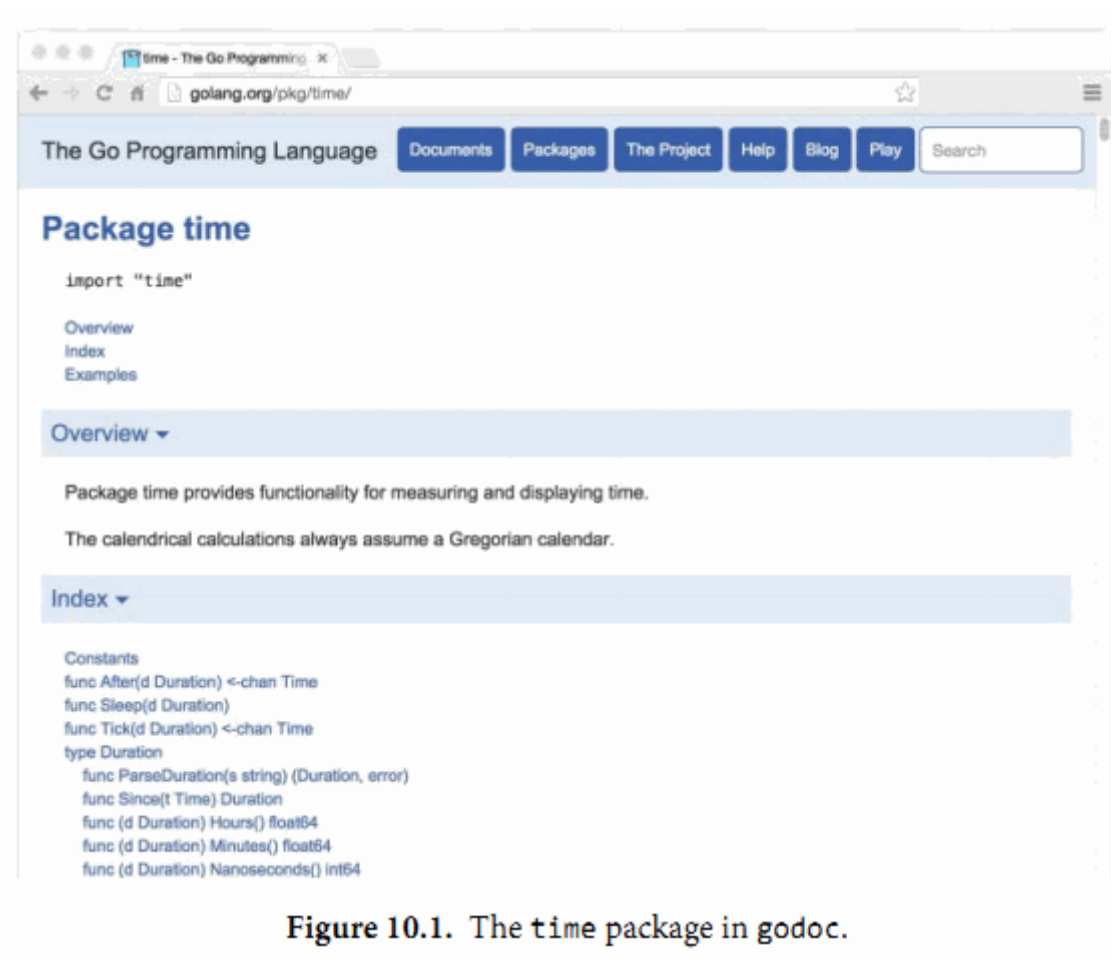 time - The Go Programming
golang.org/pkg/time/
The Go Programming Language Documents Packages The Project Help Blog Play Search
Package time
import "time"
Overview
Index
Examples
Overview
Package time provides functionality for measuring and displaying time.
The calendrical calculations always assume a Gregorian calendar.
Index
Constants
func After(d Duration) <-chan Time
func Sleep(d Duration)
func Tick(d Duration) <-chan Time
type Duration
func ParseDuration(s string) (Duration, error)
func Since(t Time) Duration
func (d Duration) Hours() float64
func (d Duration) Minutes() float64
func (d Duration) Nanoseconds() int64
Figure 10.1. The time package in godoc.